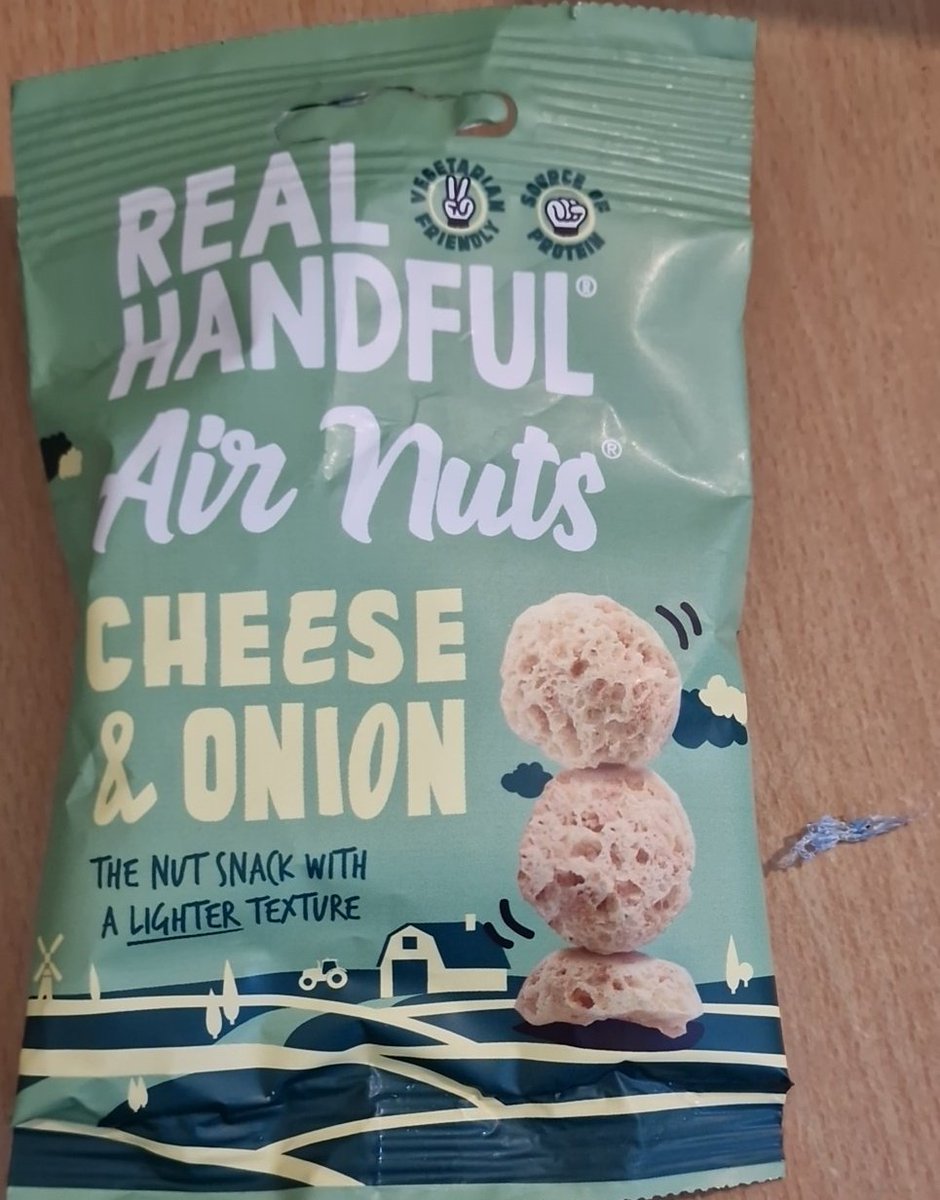 REAL
HANDFUL®
VEGETARIAN
FRIENDLY
SOURCE OF
PROTEIN
Air Nuts®
CHEESE
& ONION
THE NUT SNACK WITH
A LIGHTER TEXTURE